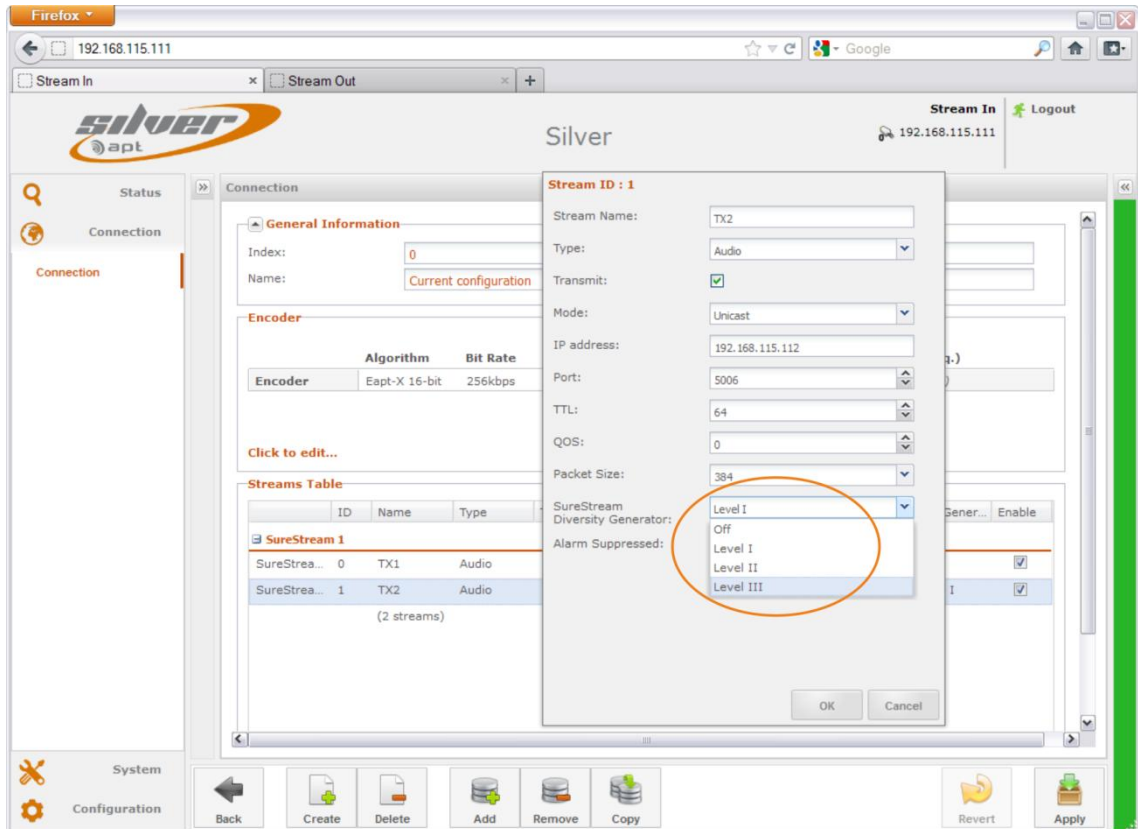 Firefox
192.168.115.111
Google
Stream In
Stream Out
silver
apt
Silver
Stream In
192.168.115.111
Logout
Status
Connection
Connection
Connection
General Information
Index: 0
Name: Current configuration
Encoder
Algorithm Bit Rate
Encoder Eapt-X 16-bit 256kbps
Click to edit...
Streams Table
ID Name Type Gener... Enable
SureStream 1
SureStrea... 0 TX1 Audio
SureStrea... 1 TX2 Audio I
(2 streams)
Stream ID : 1
Stream Name: TX2
Type: Audio
Transmit:
Mode: Unicast
IP address: 192.168.115.112
Port: 5006
TTL: 64
QOS: 0
Packet Size: 384
SureStream
Diversity Generator: Level I
Off
Level I
Level II
Level III
Alarm Suppressed:
OK Cancel
System
Configuration
Back Create Delete Add Remove Copy Revert Apply